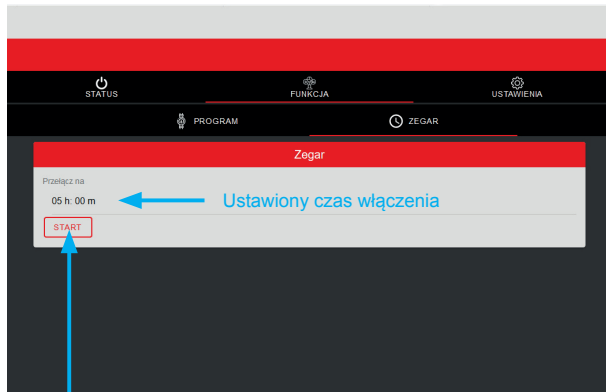 STATUS
FUNKCJA
USTAWIENIA
PROGRAM
ZEGAR
Zegar
Przełącz na
05 h: 00 m
Ustawiony czas włączenia
START